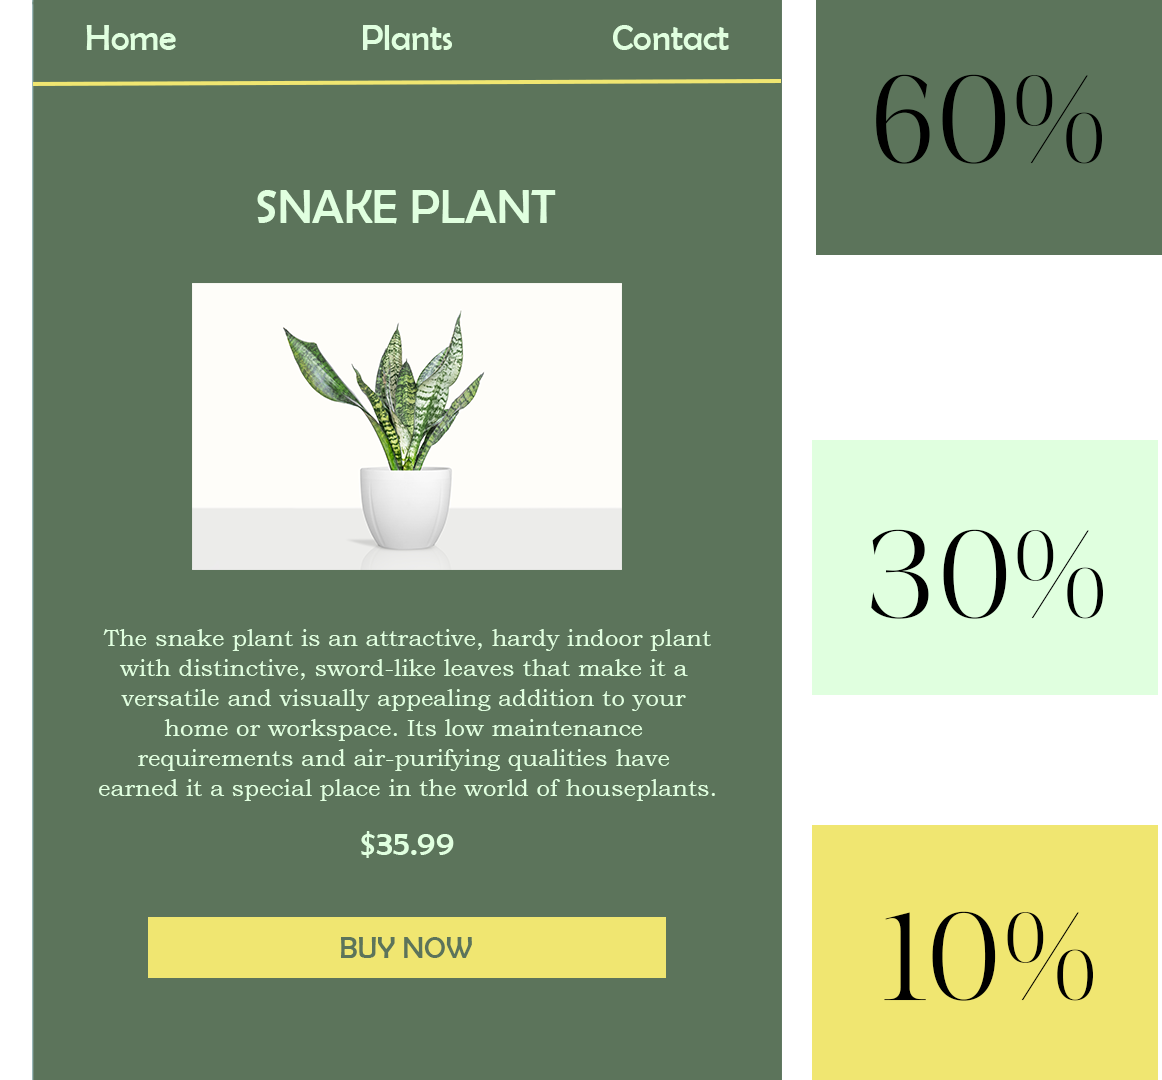 Home Plants Contact
SNAKE PLANT
The snake plant is an attractive, hardy indoor plant
with distinctive, sword-like leaves that make it a
versatile and visually appealing addition to your
home or workspace. Its low maintenance
requirements and air-purifying qualities have
earned it a special place in the world of houseplants.
$35.99
BUY NOW
60%
30%
10%